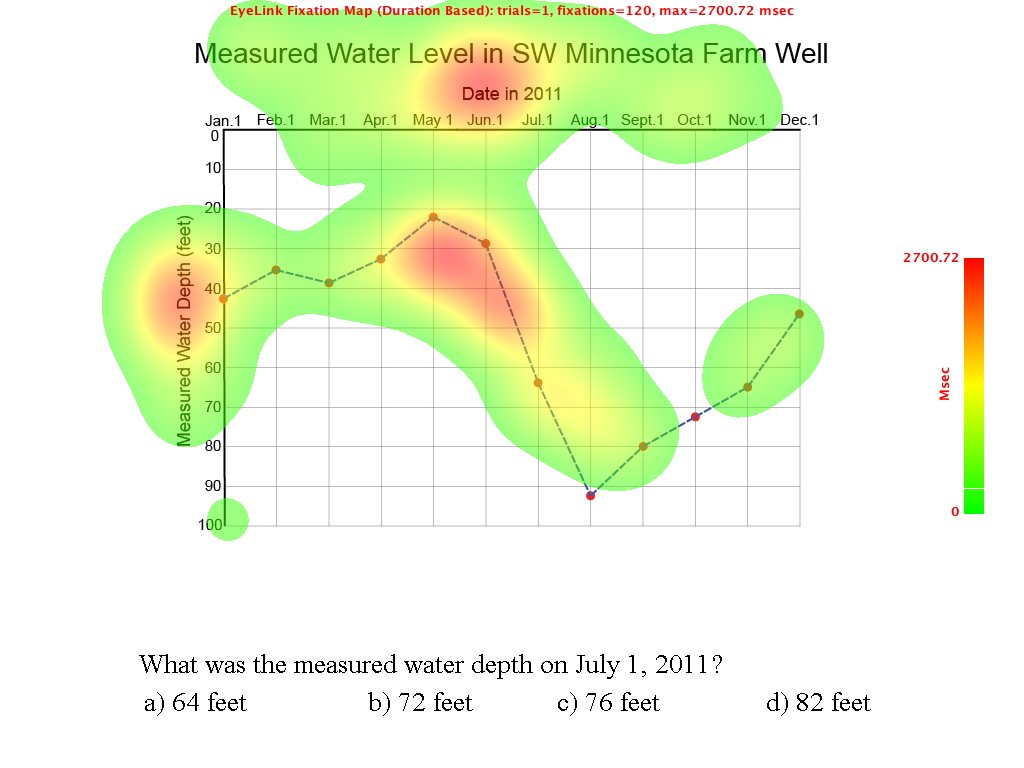 EyeLink Fixation Map (Duration Based): trials=1, fixations=120, max=2700.72 msec
Measured Water Level in SW Minnesota Farm Well
Date in 2011
Jan.1 Feb.1 Mar.1 Apr.1 May 1 Jun.1 Jul.1 Aug.1 Sept.1 Oct.1 Nov.1 Dec.1
0
10
20
30
40
50
60
70
80
90
100
Measured Water Depth (feet)
2700.72
Msec
0
What was the measured water depth on July 1, 2011?
a) 64 feet b) 72 feet c) 76 feet d) 82 feet